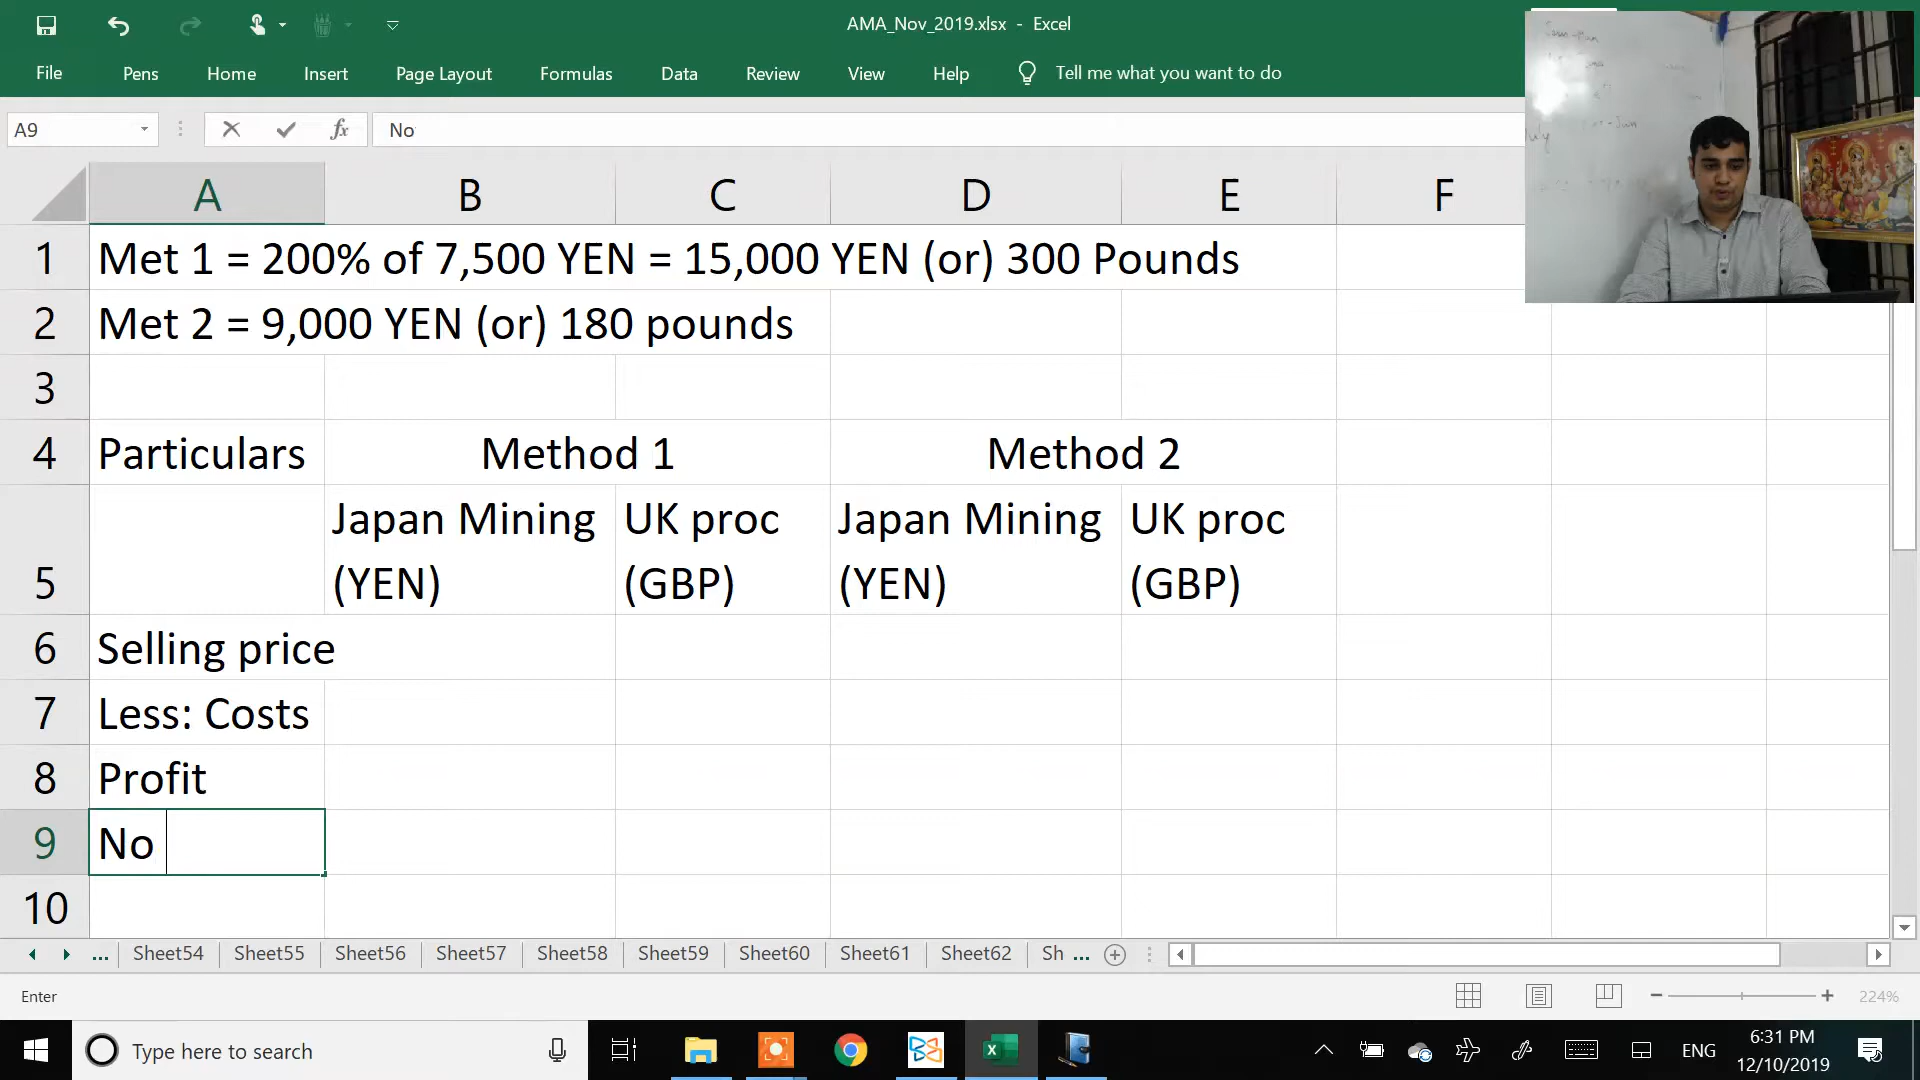 AMA_Nov_2019.xlsx - Excel
File Pens Home Insert Page Layout Formulas Data Review View Help Tell me what you want to do
A9 fx No
A B C D E F
1 Met 1 = 200% of 7,500 YEN = 15,000 YEN (or) 300 Pounds
2 Met 2 = 9,000 YEN (or) 180 pounds
3
4 Particulars Method 1 Method 2
Japan Mining UK proc Japan Mining UK proc
5 (YEN) (GBP) (YEN) (GBP)
6 Selling price
7 Less: Costs
8 Profit
9 No
10
... Sheet54 Sheet55 Sheet56 Sheet57 Sheet58 Sheet59 Sheet60 Sheet61 Sheet62 Sh ...
Enter 224%
Type here to search ENG 6:31 PM
12/10/2019